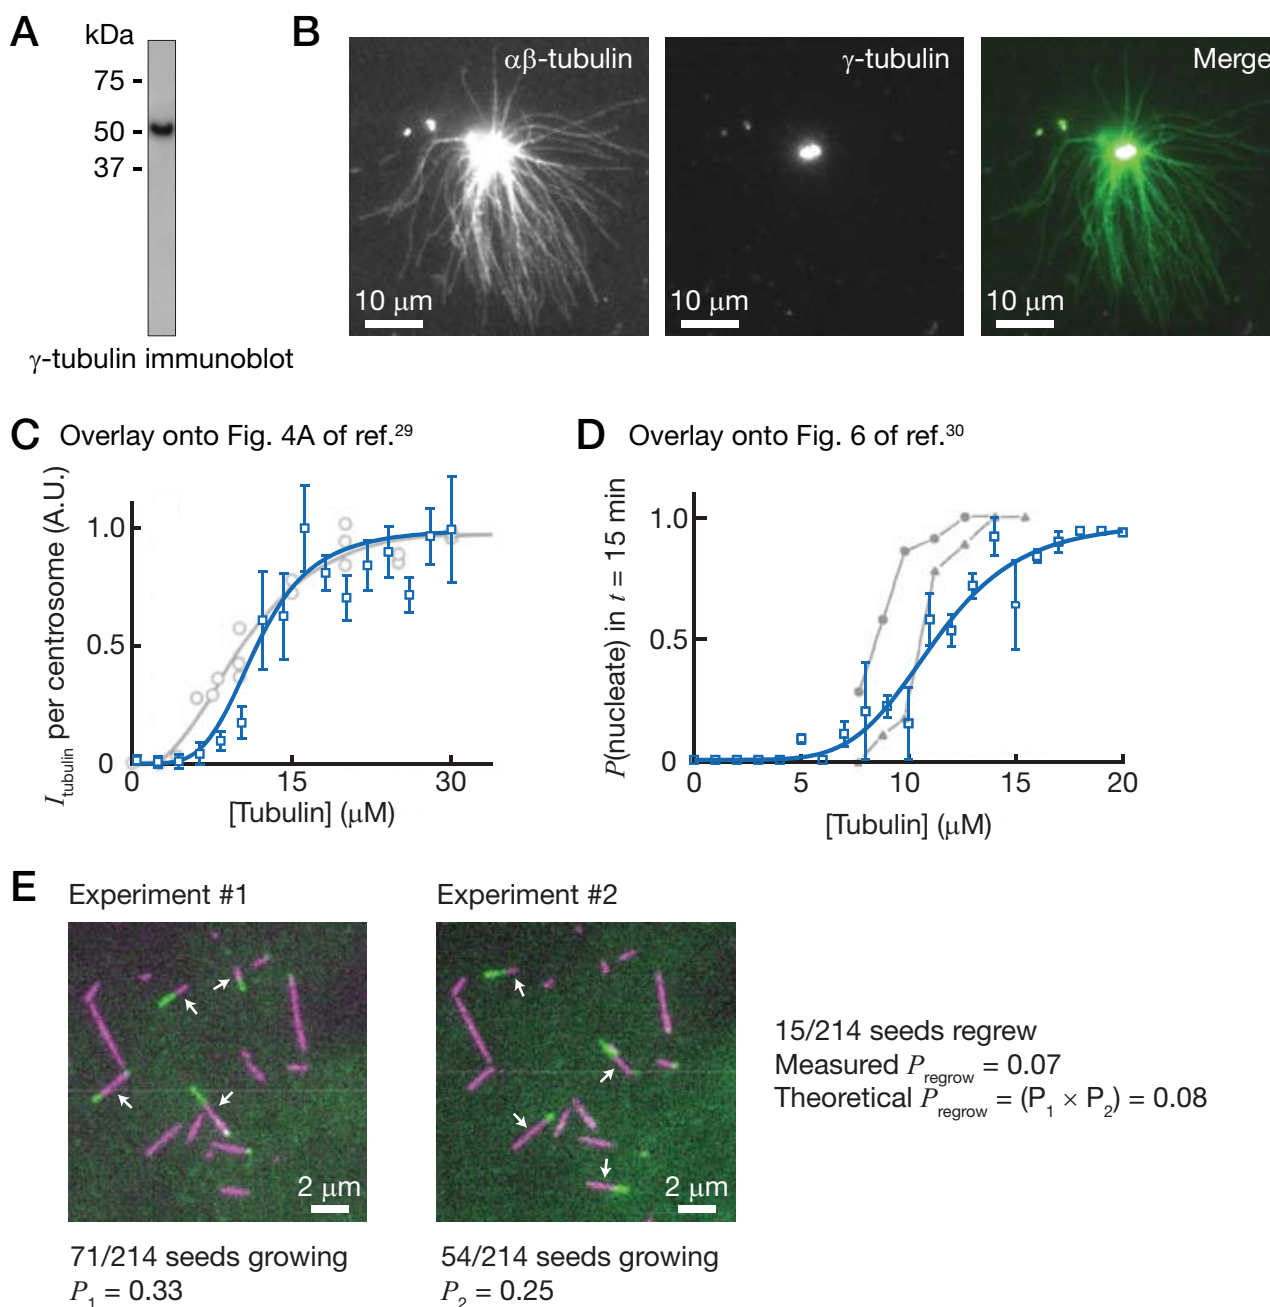 A
kDa
75
50
37
γ-tubulin immunoblot
B
αβ-tubulin
10 μm
γ-tubulin
10 μm
Merge
10 μm
C Overlay onto Fig. 4A of ref.²⁹
I_tubulin per centrosome (A.U.)
1.0
0.5
0
0 15 30
[Tubulin] (μM)
D Overlay onto Fig. 6 of ref.³⁰
P(nucleate) in t = 15 min
1.0
0.5
0
0 5 10 15 20
[Tubulin] (μM)
E
Experiment #1
2 μm
71/214 seeds growing
P₁ = 0.33
Experiment #2
2 μm
54/214 seeds growing
P₂ = 0.25
15/214 seeds regrew
Measured P_regrow = 0.07
Theoretical P_regrow = (P₁ × P₂) = 0.08